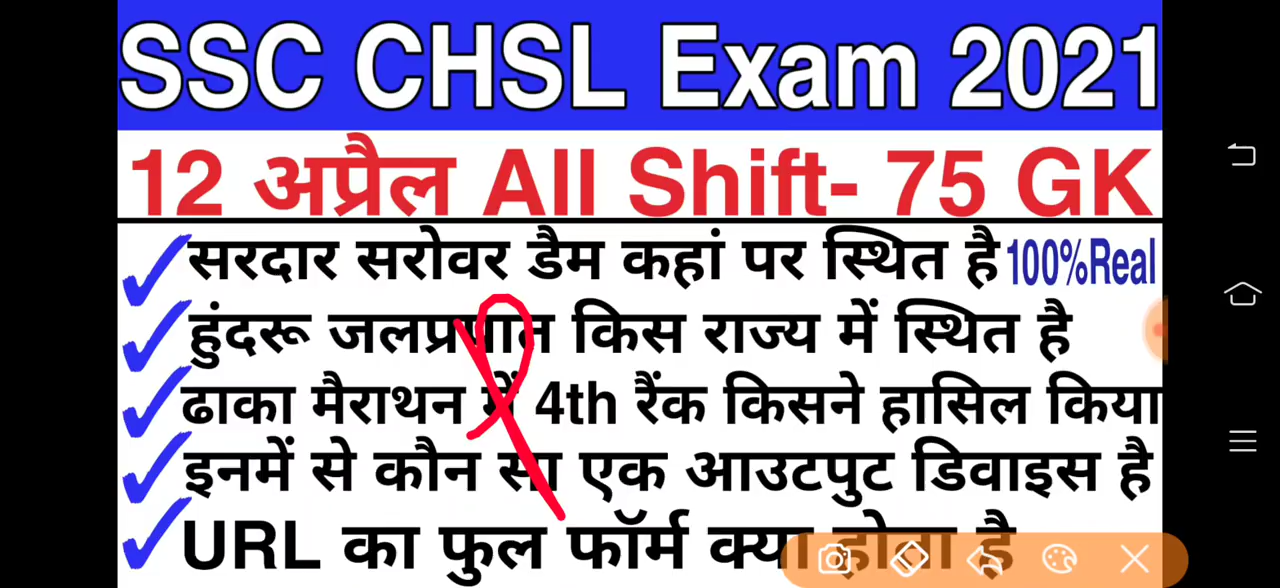 SSC CHSL Exam 2021
12 अप्रैल All Shift- 75 GK
सरदार सरोवर डैम कहां पर स्थित है 100%Real
हुंदरू जलप्रपात किस राज्य में स्थित है
ढाका मैराथन में 4th रैंक किसने हासिल किया
इनमें से कौन सा एक आउटपुट डिवाइस है
URL का फुल फॉर्म क्या होता है